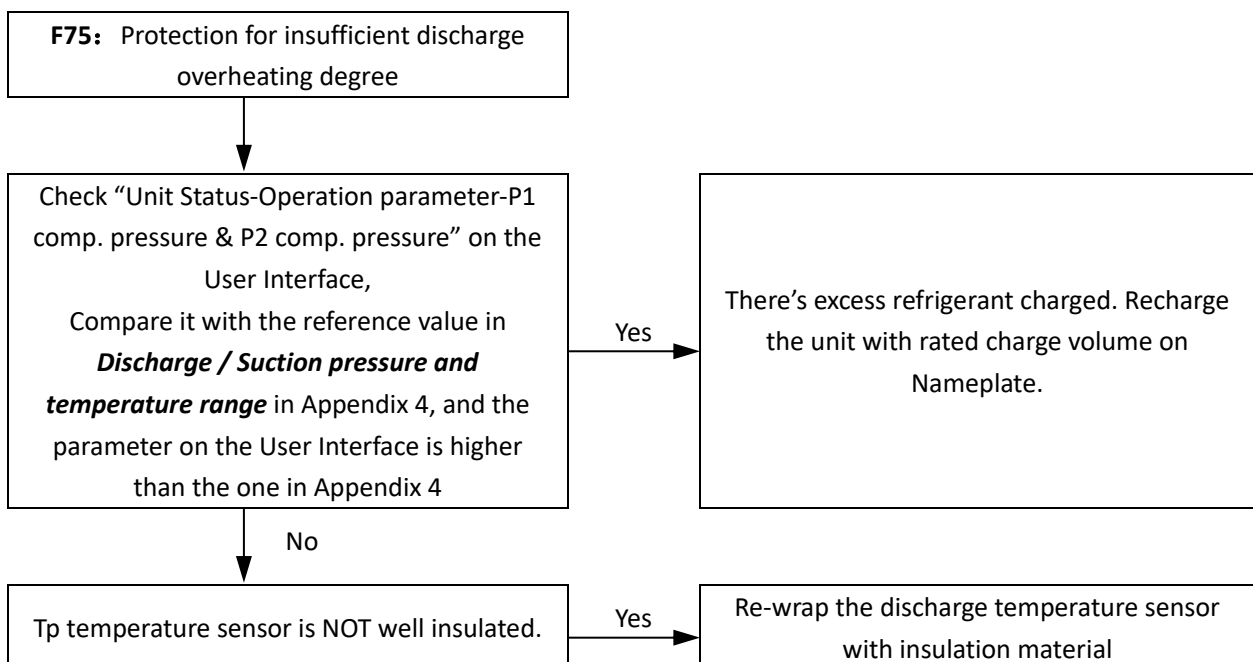 F75： Protection for insufficient discharge
overheating degree
Check “Unit Status-Operation parameter-P1
comp. pressure & P2 comp. pressure” on the
User Interface,
Compare it with the reference value in
Discharge / Suction pressure and
temperature range in Appendix 4, and the
parameter on the User Interface is higher
than the one in Appendix 4
Yes
There’s excess refrigerant charged. Recharge
the unit with rated charge volume on
Nameplate.
No
Tp temperature sensor is NOT well insulated.
Yes
Re-wrap the discharge temperature sensor
with insulation material